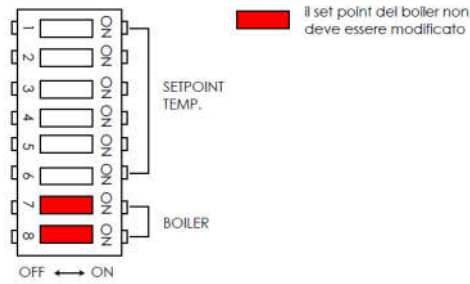 1 ON
2 ON
3 ON
4 ON
5 ON
6 ON
7 ON
8 ON
SETPOINT
TEMP.
BOILER
OFF ↔ ON
il set point del boiler non
deve essere modificato